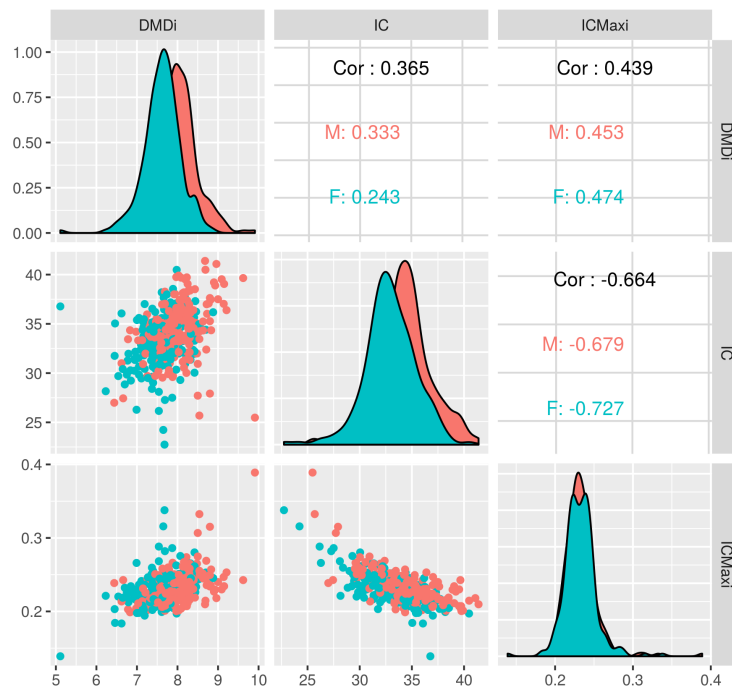 DMDi IC ICMaxi
1.00
0.75
0.50
0.25
0.00
Cor : 0.365
M: 0.333
F: 0.243
Cor : 0.439
M: 0.453
F: 0.474
DMDi
40
35
30
25
Cor : -0.664
M: -0.679
F: -0.727
IC
0.4
0.3
0.2
ICMaxi
5 6 7 8 9 10 25 30 35 40 0.2 0.3 0.4